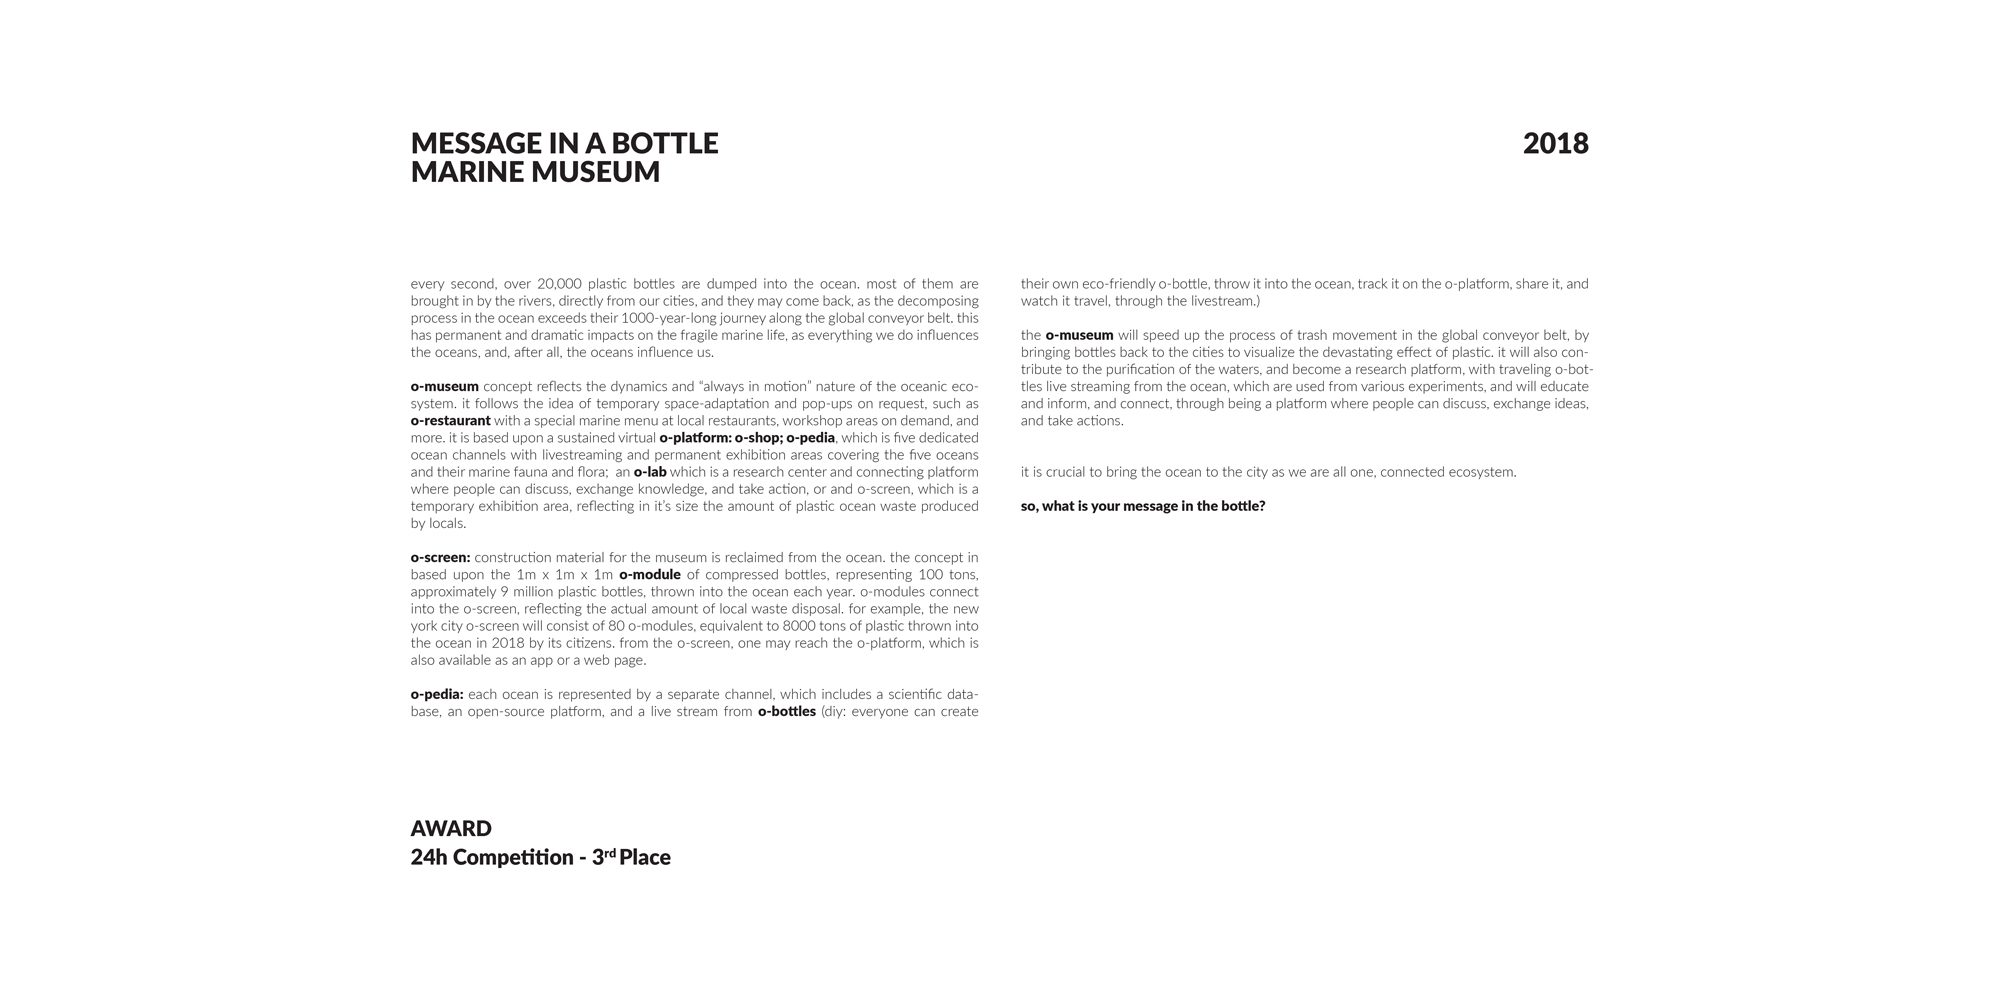 MESSAGE IN A BOTTLE
MARINE MUSEUM
2018
every second, over 20,000 plastic bottles are dumped into the ocean. most of them are
brought in by the rivers, directly from our cities, and they may come back, as the decomposing
process in the ocean exceeds their 1000-year-long journey along the global conveyor belt. this
has permanent and dramatic impacts on the fragile marine life, as everything we do influences
the oceans, and, after all, the oceans influence us.
o-museum concept reflects the dynamics and “always in motion” nature of the oceanic eco-
system. it follows the idea of temporary space-adaptation and pop-ups on request, such as
o-restaurant with a special marine menu at local restaurants, workshop areas on demand, and
more. it is based upon a sustained virtual o-platform: o-shop; o-pedia, which is five dedicated
ocean channels with livestreaming and permanent exhibition areas covering the five oceans
and their marine fauna and flora; an o-lab which is a research center and connecting platform
where people can discuss, exchange knowledge, and take action, or and o-screen, which is a
temporary exhibition area, reflecting in it’s size the amount of plastic ocean waste produced
by locals.
o-screen: construction material for the museum is reclaimed from the ocean. the concept in
based upon the 1m x 1m x 1m o-module of compressed bottles, representing 100 tons,
approximately 9 million plastic bottles, thrown into the ocean each year. o-modules connect
into the o-screen, reflecting the actual amount of local waste disposal. for example, the new
york city o-screen will consist of 80 o-modules, equivalent to 8000 tons of plastic thrown into
the ocean in 2018 by its citizens. from the o-screen, one may reach the o-platform, which is
also available as an app or a web page.
o-pedia: each ocean is represented by a separate channel, which includes a scientific data-
base, an open-source platform, and a live stream from o-bottles (diy: everyone can create
their own eco-friendly o-bottle, throw it into the ocean, track it on the o-platform, share it, and
watch it travel, through the livestream.)
the o-museum will speed up the process of trash movement in the global conveyor belt, by
bringing bottles back to the cities to visualize the devastating effect of plastic. it will also con-
tribute to the purification of the waters, and become a research platform, with traveling o-bot-
tles live streaming from the ocean, which are used from various experiments, and will educate
and inform, and connect, through being a platform where people can discuss, exchange ideas,
and take actions.
it is crucial to bring the ocean to the city as we are all one, connected ecosystem.
so, what is your message in the bottle?
AWARD
24h Competition - 3rd Place